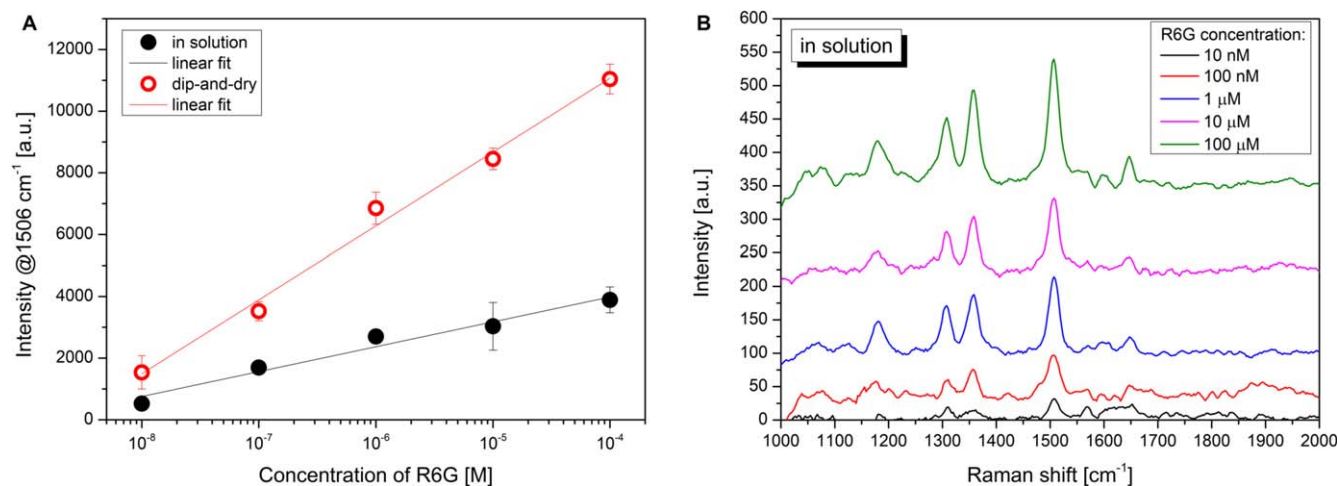 A
12000
10000
8000
6000
4000
2000
0
Intensity @1506 cm⁻¹ [a.u.]
in solution
linear fit
dip-and-dry
linear fit
10⁻⁸ 10⁻⁷ 10⁻⁶ 10⁻⁵ 10⁻⁴
Concentration of R6G [M]
B
600
550
500
450
400
350
300
250
200
150
100
50
0
Intensity [a.u.]
in solution
R6G concentration:
10 nM
100 nM
1 μM
10 μM
100 μM
1000 1100 1200 1300 1400 1500 1600 1700 1800 1900 2000
Raman shift [cm⁻¹]